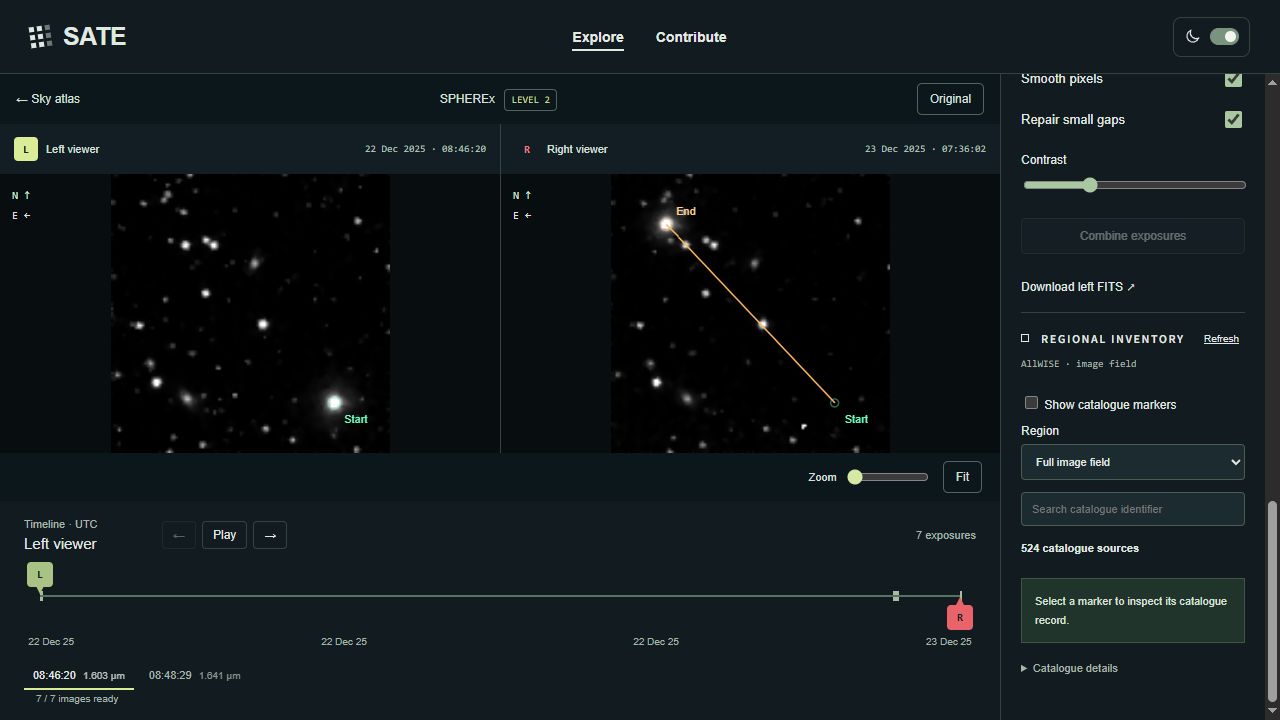 SATE
Explore
Contribute
← Sky atlas
SPHEREx
LEVEL 2
Original
L
Left viewer
22 Dec 2025 · 08:46:20
R
Right viewer
23 Dec 2025 · 07:36:02
N ↑
E ←
Start
N ↑
E ←
End
Start
Zoom
Fit
Timeline · UTC
Left viewer
←
Play
→
7 exposures
L
R
22 Dec 25
22 Dec 25
22 Dec 25
23 Dec 25
08:46:20 1.603 µm
08:48:29 1.641 µm
7 / 7 images ready
Smooth pixels
Repair small gaps
Contrast
Combine exposures
Download left FITS ↗
REGIONAL INVENTORY
Refresh
AllWISE · image field
Show catalogue markers
Region
Full image field
Search catalogue identifier
524 catalogue sources
Select a marker to inspect its catalogue
record.
▶ Catalogue details